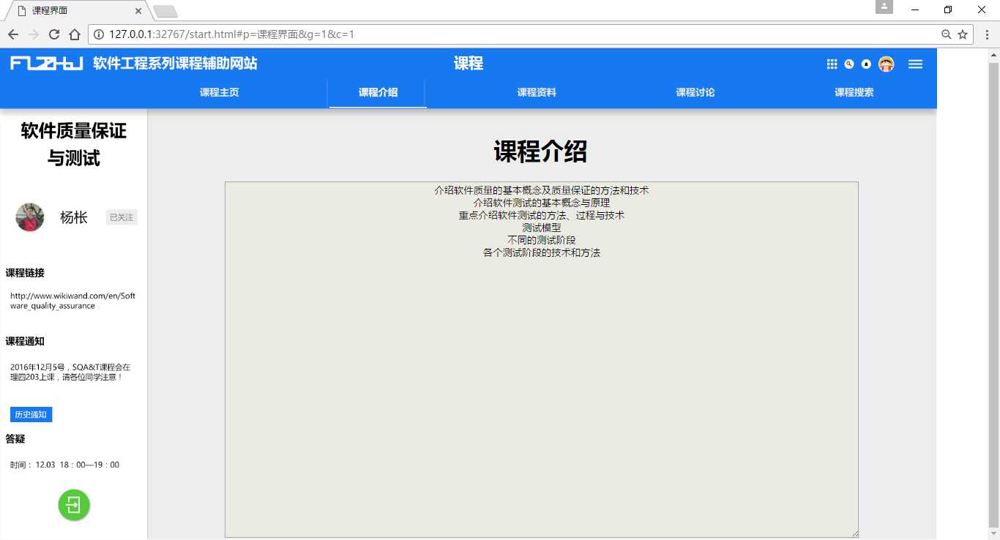 课程界面
127.0.0.1:32767/start.html#p=课程界面&g=1&c=1
软件工程系列课程辅助网站
课程
课程主页
课程介绍
课程资料
课程讨论
课程搜索
软件质量保证
与测试
杨枨
已关注
课程链接
http://www.wikiwand.com/en/Soft
ware_quality_assurance
课程通知
2016年12月5号，SQA&T课程会在
理四203上课，请各位同学注意！
历史通知
答疑
时间： 12.03 18：00—19：00
课程介绍
介绍软件质量的基本概念及质量保证的方法和技术
介绍软件测试的基本概念与原理
重点介绍软件测试的方法、过程与技术
测试模型
不同的测试阶段
各个测试阶段的技术和方法